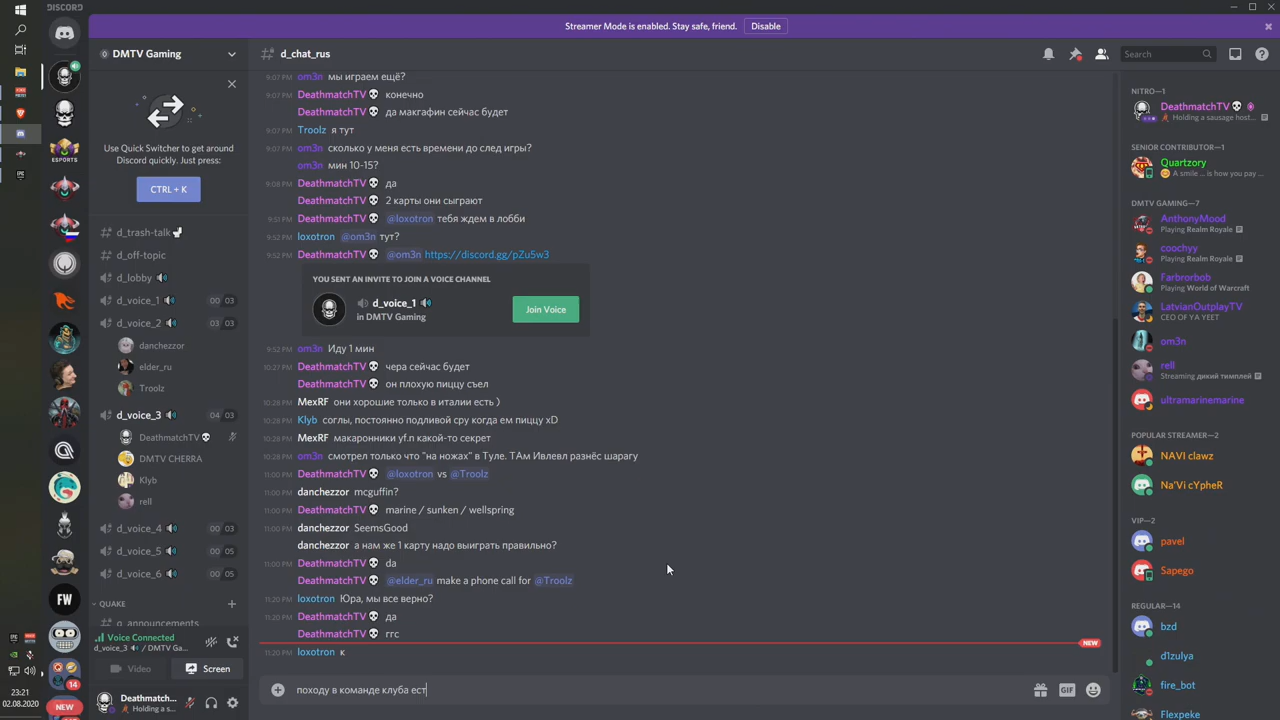 DISCORD
Streamer Mode is enabled. Stay safe, friend. Disable
DMTV Gaming
d_chat_rus
Search
Use Quick Switcher to get around
Discord quickly. Just press:
CTRL + K
d_trash-talk
d_off-topic
d_lobby
d_voice_1 00 03
d_voice_2 03 03
danchezzor
elder_ru
Troolz
d_voice_3 04 03
DeathmatchTV
DMTV CHERRA
Klyb
rell
d_voice_4 00 03
d_voice_5 00 05
d_voice_6 00 05
QUAKE
q_announcements
Voice Connected
d_voice_3 / DMTV Ga...
Video Screen
Deathmatch...
Holding a s...
ESPORTS
FW
14
NEW
23:21
02.08.2020
9:07 PM om3n мы играем ещё?
9:07 PM DeathmatchTV конечно
DeathmatchTV да макгафин сейчас будет
9:07 PM Troolz я тут
9:07 PM om3n сколько у меня есть времени до след игры?
om3n мин 10-15?
9:08 PM DeathmatchTV да
DeathmatchTV 2 карты они сыграют
9:51 PM DeathmatchTV @loxotron тебя ждем в лобби
9:52 PM loxotron @om3n тут?
9:52 PM DeathmatchTV @om3n https://discord.gg/pZu5w3
YOU SENT AN INVITE TO JOIN A VOICE CHANNEL
d_voice_1
in DMTV Gaming
Join Voice
9:52 PM om3n Иду 1 мин
10:27 PM DeathmatchTV чера сейчас будет
DeathmatchTV он плохую пиццу съел
10:28 PM MexRF они хорошие только в италии есть )
10:28 PM Klyb соглы, постоянно подливой сру когда ем пиццу xD
10:28 PM MexRF макаронники yf.n какой-то секрет
10:28 PM om3n смотрел только что "на ножах" в Туле. ТАм Ивлевл разнёс шарагу
11:00 PM DeathmatchTV @loxotron vs @Troolz
11:00 PM danchezzor mcguffin?
11:00 PM DeathmatchTV marine / sunken / wellspring
11:00 PM danchezzor SeemsGood
danchezzor а нам же 1 карту надо выиграть правильно?
11:00 PM DeathmatchTV da
DeathmatchTV @elder_ru make a phone call for @Troolz
11:20 PM loxotron Юра, мы все верно?
11:20 PM DeathmatchTV да
DeathmatchTV ггс
NEW
11:20 PM loxotron к
походу в команде клуба ест
GIF
NITRO—1
DeathmatchTV
Holding a sausage host...
SENIOR CONTRIBUTOR—1
Quartzory
A smile ... is how you pay ...
DMTV GAMING—7
AnthonyMood
Playing Realm Royale
coochyy
Playing Realm Royale
Farbrorbob
Playing World of Warcraft
LatvianOutplayTV
CEO OF YA YEET
om3n
rell
Streaming дикий тимплей
ultramarinemarine
POPULAR STREAMER—2
NAVI clawz
Na'Vi cYpheR
VIP—2
pavel
Sapego
REGULAR—14
bzd
d1zulya
fire_bot
Flexpeke